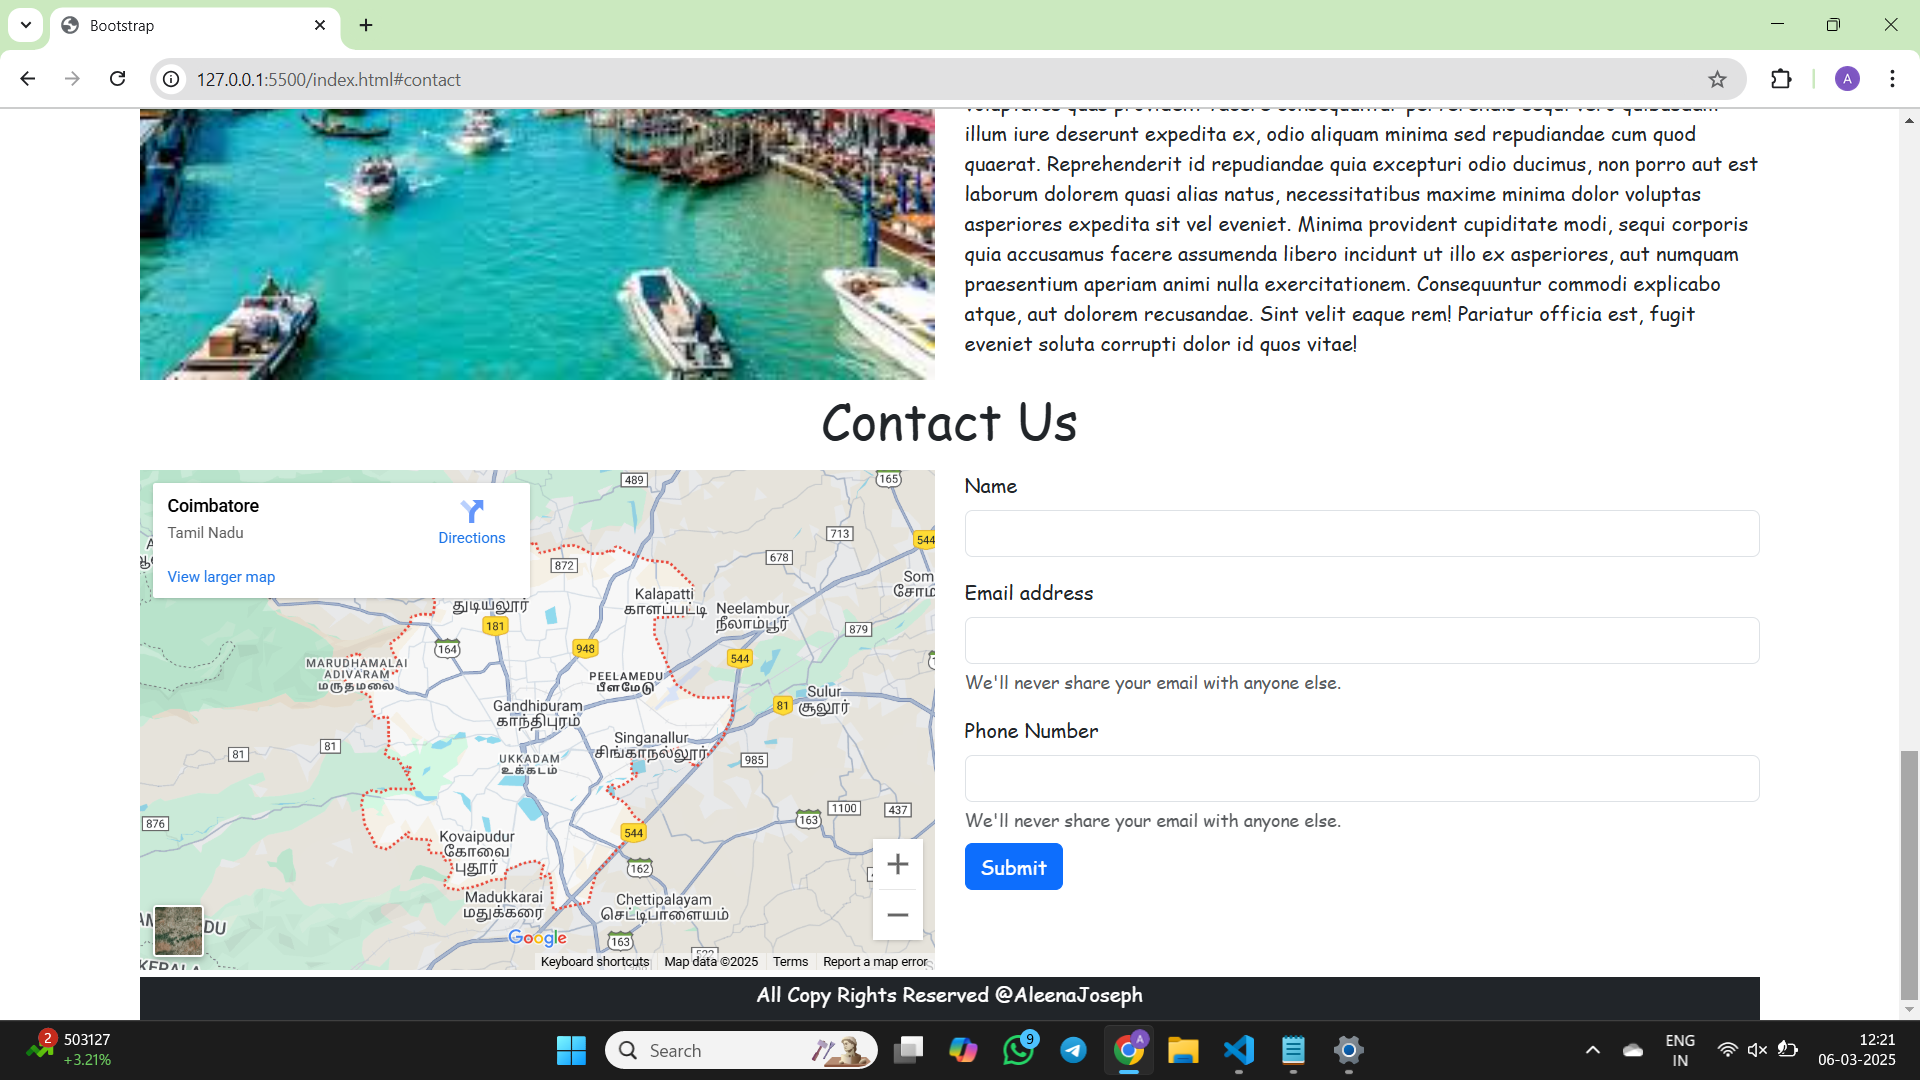 Bootstrap
127.0.0.1:5500/index.html#contact
A
illum iure deserunt expedita ex, odio aliquam minima sed repudiandae cum quod
quaerat. Reprehenderit id repudiandae quia excepturi odio ducimus, non porro aut est
laborum dolorem quasi alias natus, necessitatibus maxime minima dolor voluptas
asperiores expedita sit vel eveniet. Minima provident cupiditate modi, sequi corporis
quia accusamus facere assumenda libero incidunt ut illo ex asperiores, aut numquam
praesentium aperiam animi nulla exercitationem. Consequuntur commodi explicabo
atque, aut dolorem recusandae. Sint velit eaque rem! Pariatur officia est, fugit
eveniet soluta corrupti dolor id quos vitae!
Contact Us
Coimbatore
Tamil Nadu
Directions
View larger map
489
165
713
544
678
872
Kalapatti
காளப்பட்டி
Neelambur
நீலாம்பூர்
துடியலூர்
181
879
164
948
544
MARUDHAMALAI
ADIVARAM
மருதமலை
PEELAMEDU
பீளமேடு
Sulur
சூலூர்
81
Gandhipuram
காந்திபுரம்
Singanallur
சிங்காநல்லூர்
81
81
UKKADAM
உக்கடம்
985
876
1100
437
163
544
Kovaipudur
கோவை
புதூர்
162
Madukkarai
மதுக்கரை
Chettipalayam
செட்டிபாளையம்
163
Google
Keyboard shortcuts
Map data ©2025
Terms
Report a map error
Name
Email address
We'll never share your email with anyone else.
Phone Number
We'll never share your email with anyone else.
Submit
All Copy Rights Reserved @AleenaJoseph
2
503127
+3.21%
Search
9
A
ENG
IN
12:21
06-03-2025